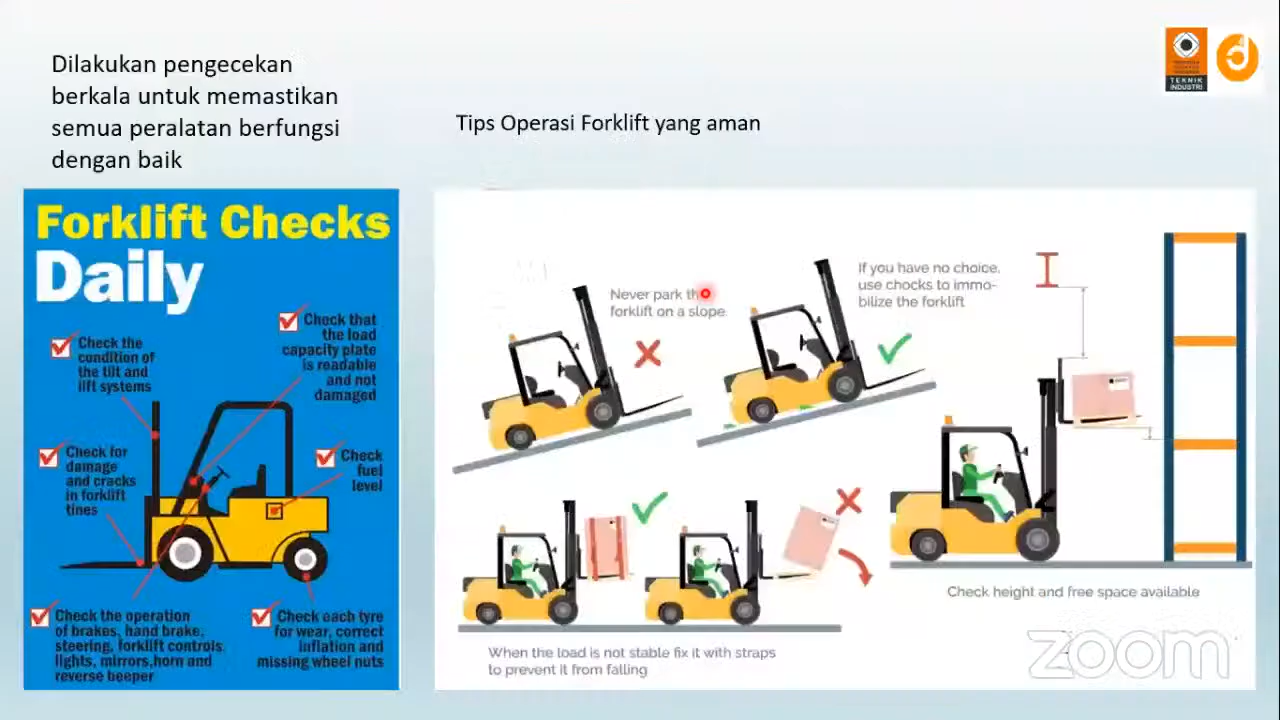 Dilakukan pengecekan
berkala untuk memastikan
semua peralatan berfungsi
dengan baik
Tips Operasi Forklift yang aman
TEKNIK
INDUSTRI
Forklift Checks
Daily
Check the
condition of
the tilt and
lift systems
Check that
the load
capacity plate
is readable
and not
damaged
Check for
damage
and cracks
in forklift
tines
Check
fuel
level
Check the operation
of brakes, hand brake,
steering, forklift controls,
lights, mirrors,horn and
reverse beeper
Check each tyre
for wear, correct
inflation and
missing wheel nuts
Never park
forklift on a slope
If you have no choice,
use chocks to immo-
bilize the forklift
When the load is not stable fix it with straps
to prevent it from falling
Check height and free space available
zoom